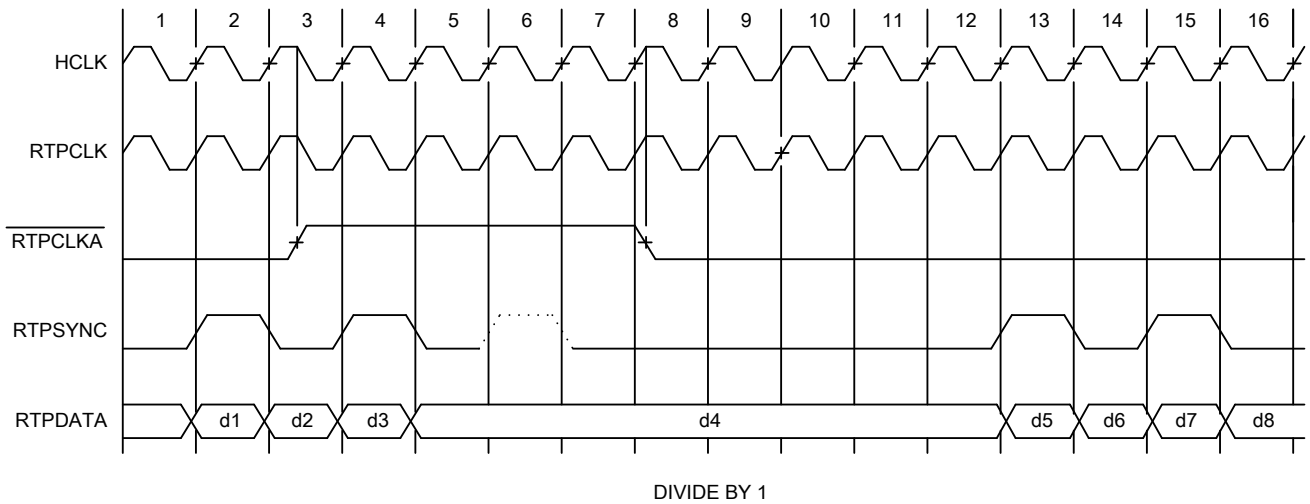 1 2 3 4 5 6 7 8 9 10 11 12 13 14 15 16
HCLK
RTPCLK
RTPCLKA
RTPSYNC
RTPDATA d1 d2 d3 d4 d5 d6 d7 d8
DIVIDE BY 1